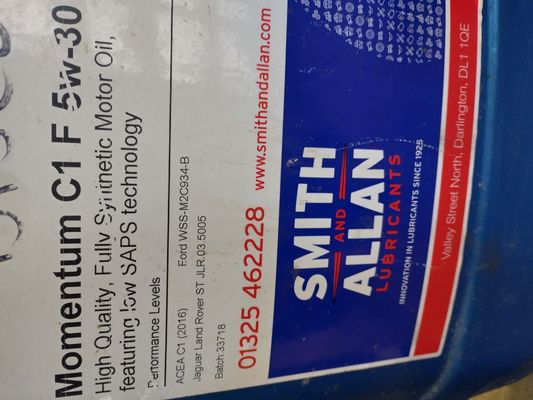 Momentum C1 F 5w-30
High Quality, Fully Synthetic Motor Oil,
featuring low SAPS technology
Performance Levels
ACEA C1 (2016) Ford WSS-M2C934-B
Jaguar Land Rover ST JLR.03.5005
Batch:33718
01325 462228 www.smithandallan.com
SMITH
AND
ALLAN
LUBRICANTS
INNOVATION IN LUBRICANTS SINCE 1925
Valley Street North, Darlington, DL1 1QE